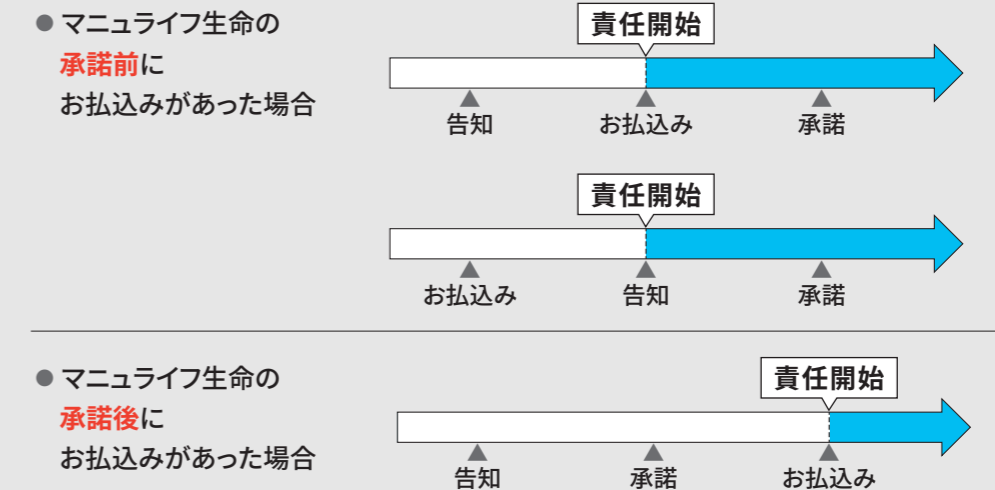 ● マニュライフ生命の
承諾前に
お払込みがあった場合
責任開始
告知 お払込み 承諾
責任開始
お払込み 告知 承諾
● マニュライフ生命の
承諾後に
お払込みがあった場合
責任開始
告知 承諾 お払込み